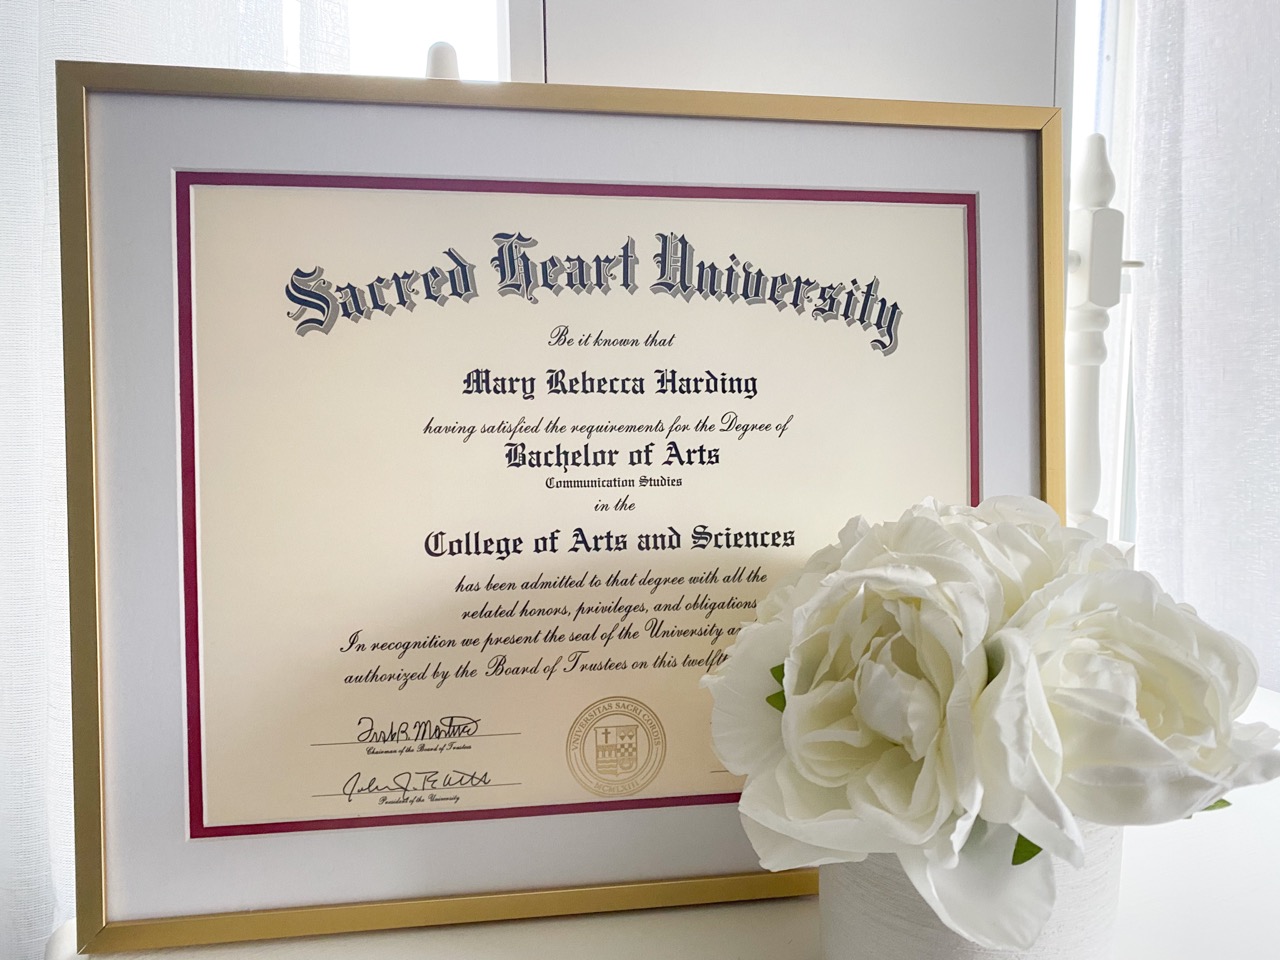 Sacred Heart University
Be it known that
Mary Rebecca Harding
having satisfied the requirements for the Degree of
Bachelor of Arts
Communication Studies
in the
College of Arts and Sciences
has been admitted to that degree with all the
related honors, privileges, and obligations
In recognition we present the seal of the University
authorized by the Board of Trustees on this
Chairman of the Board of Trustees
President of the University
UNIVERSITAS SACRI CORDIS
MCMLXIII